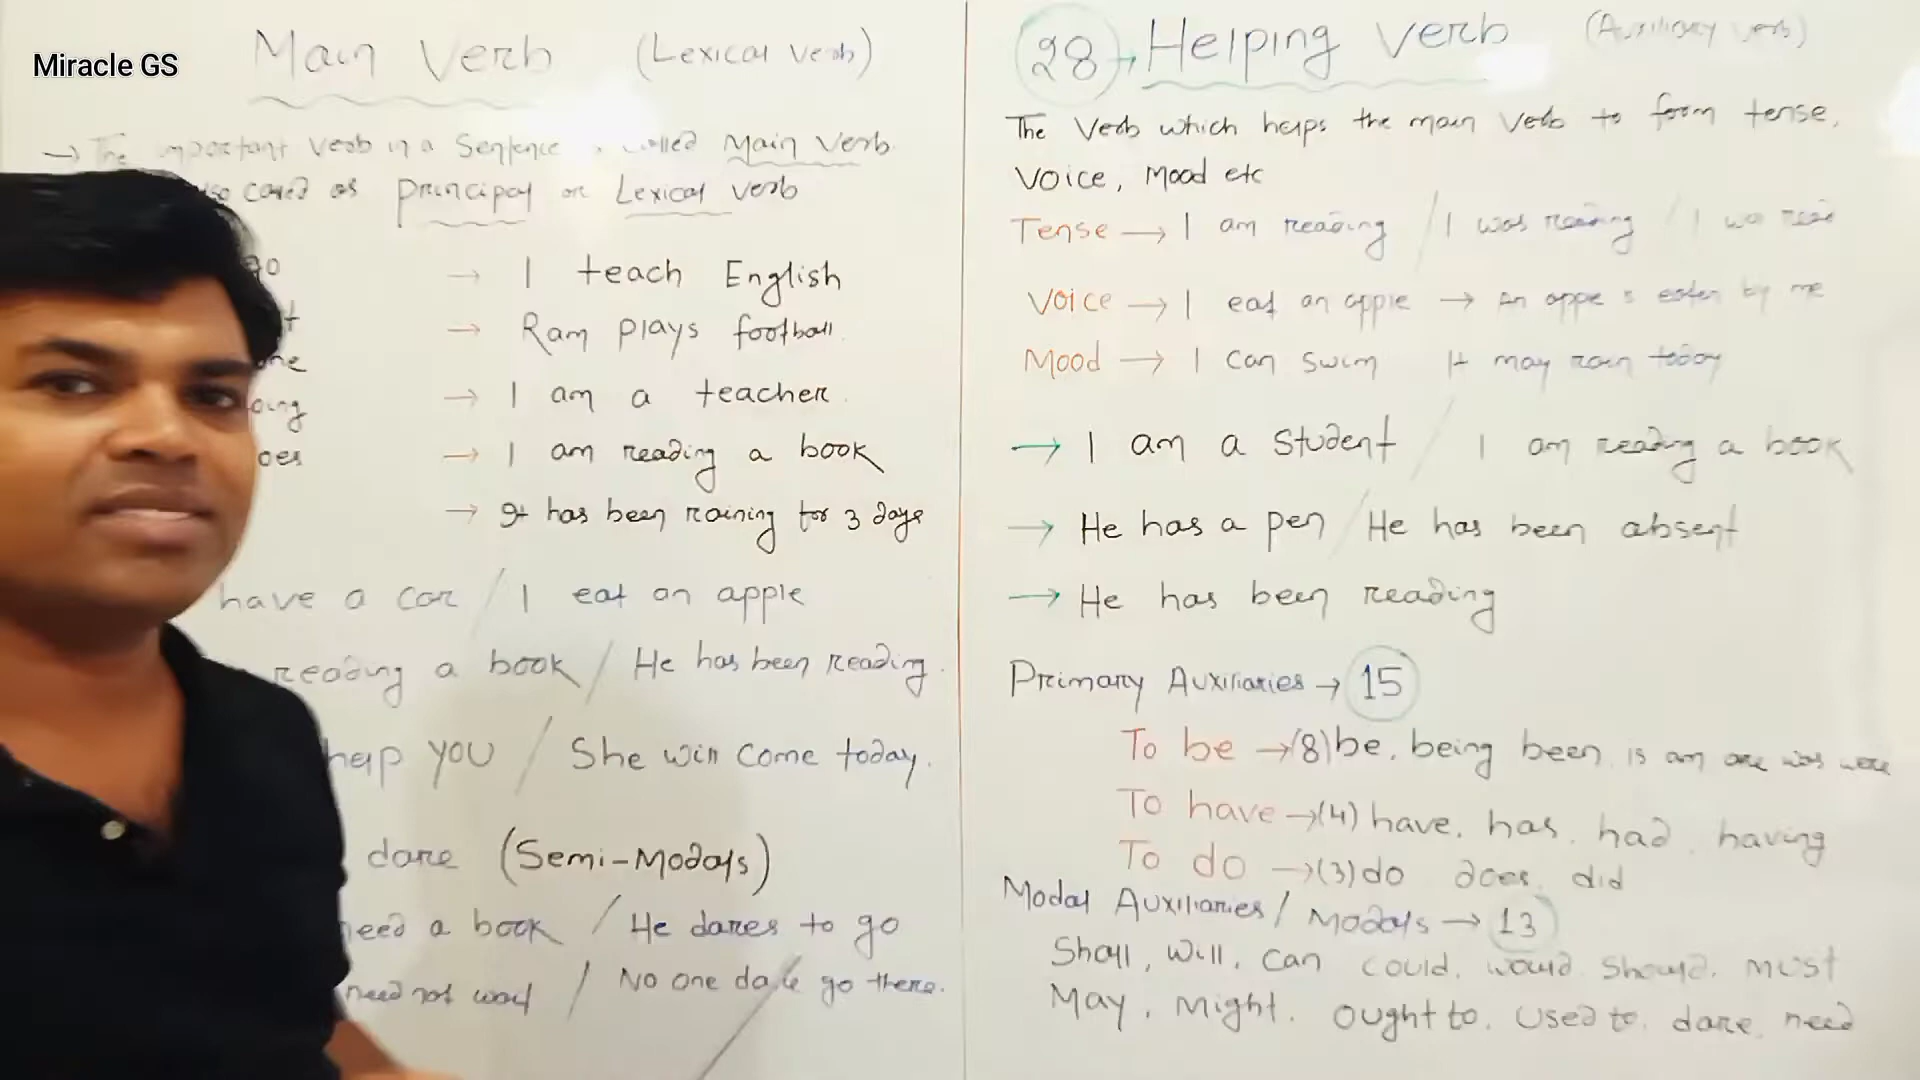 Miracle GS
Main Verb (Lexical verb)
→ The important verb in a sentence called Main Verb
so called as principal or Lexical verb
go
→ I teach English
→ Ram plays football.
→ I am a teacher.
→ I am reading a book
oes
→ It has been raining for 3 days
have a car / I eat an apple
reading a book / He has been reading.
help you / She will come today.
dare (Semi-Modals)
need a book / He dares to go
need not wait / No one dare go there.
28 → Helping verb (Auxiliary verb)
The Verb which helps the main verb to form tense,
Voice, Mood etc
Tense → I am reading / I was reading / I
Voice → I eat an apple → An apple is eaten by me
Mood → I can swim It may rain today
→ I am a student / I am reading a book
→ He has a pen / He has been absent
→ He has been reading
Primary Auxiliaries → 15
To be → (8) be, being been is am are was were
To have → (4) have, has, had, having
To do → (3) do does, did
Modal Auxiliaries / Modals → 13
Shall, will, can could, would, should, must
May, Might, ought to, used to, dare, need